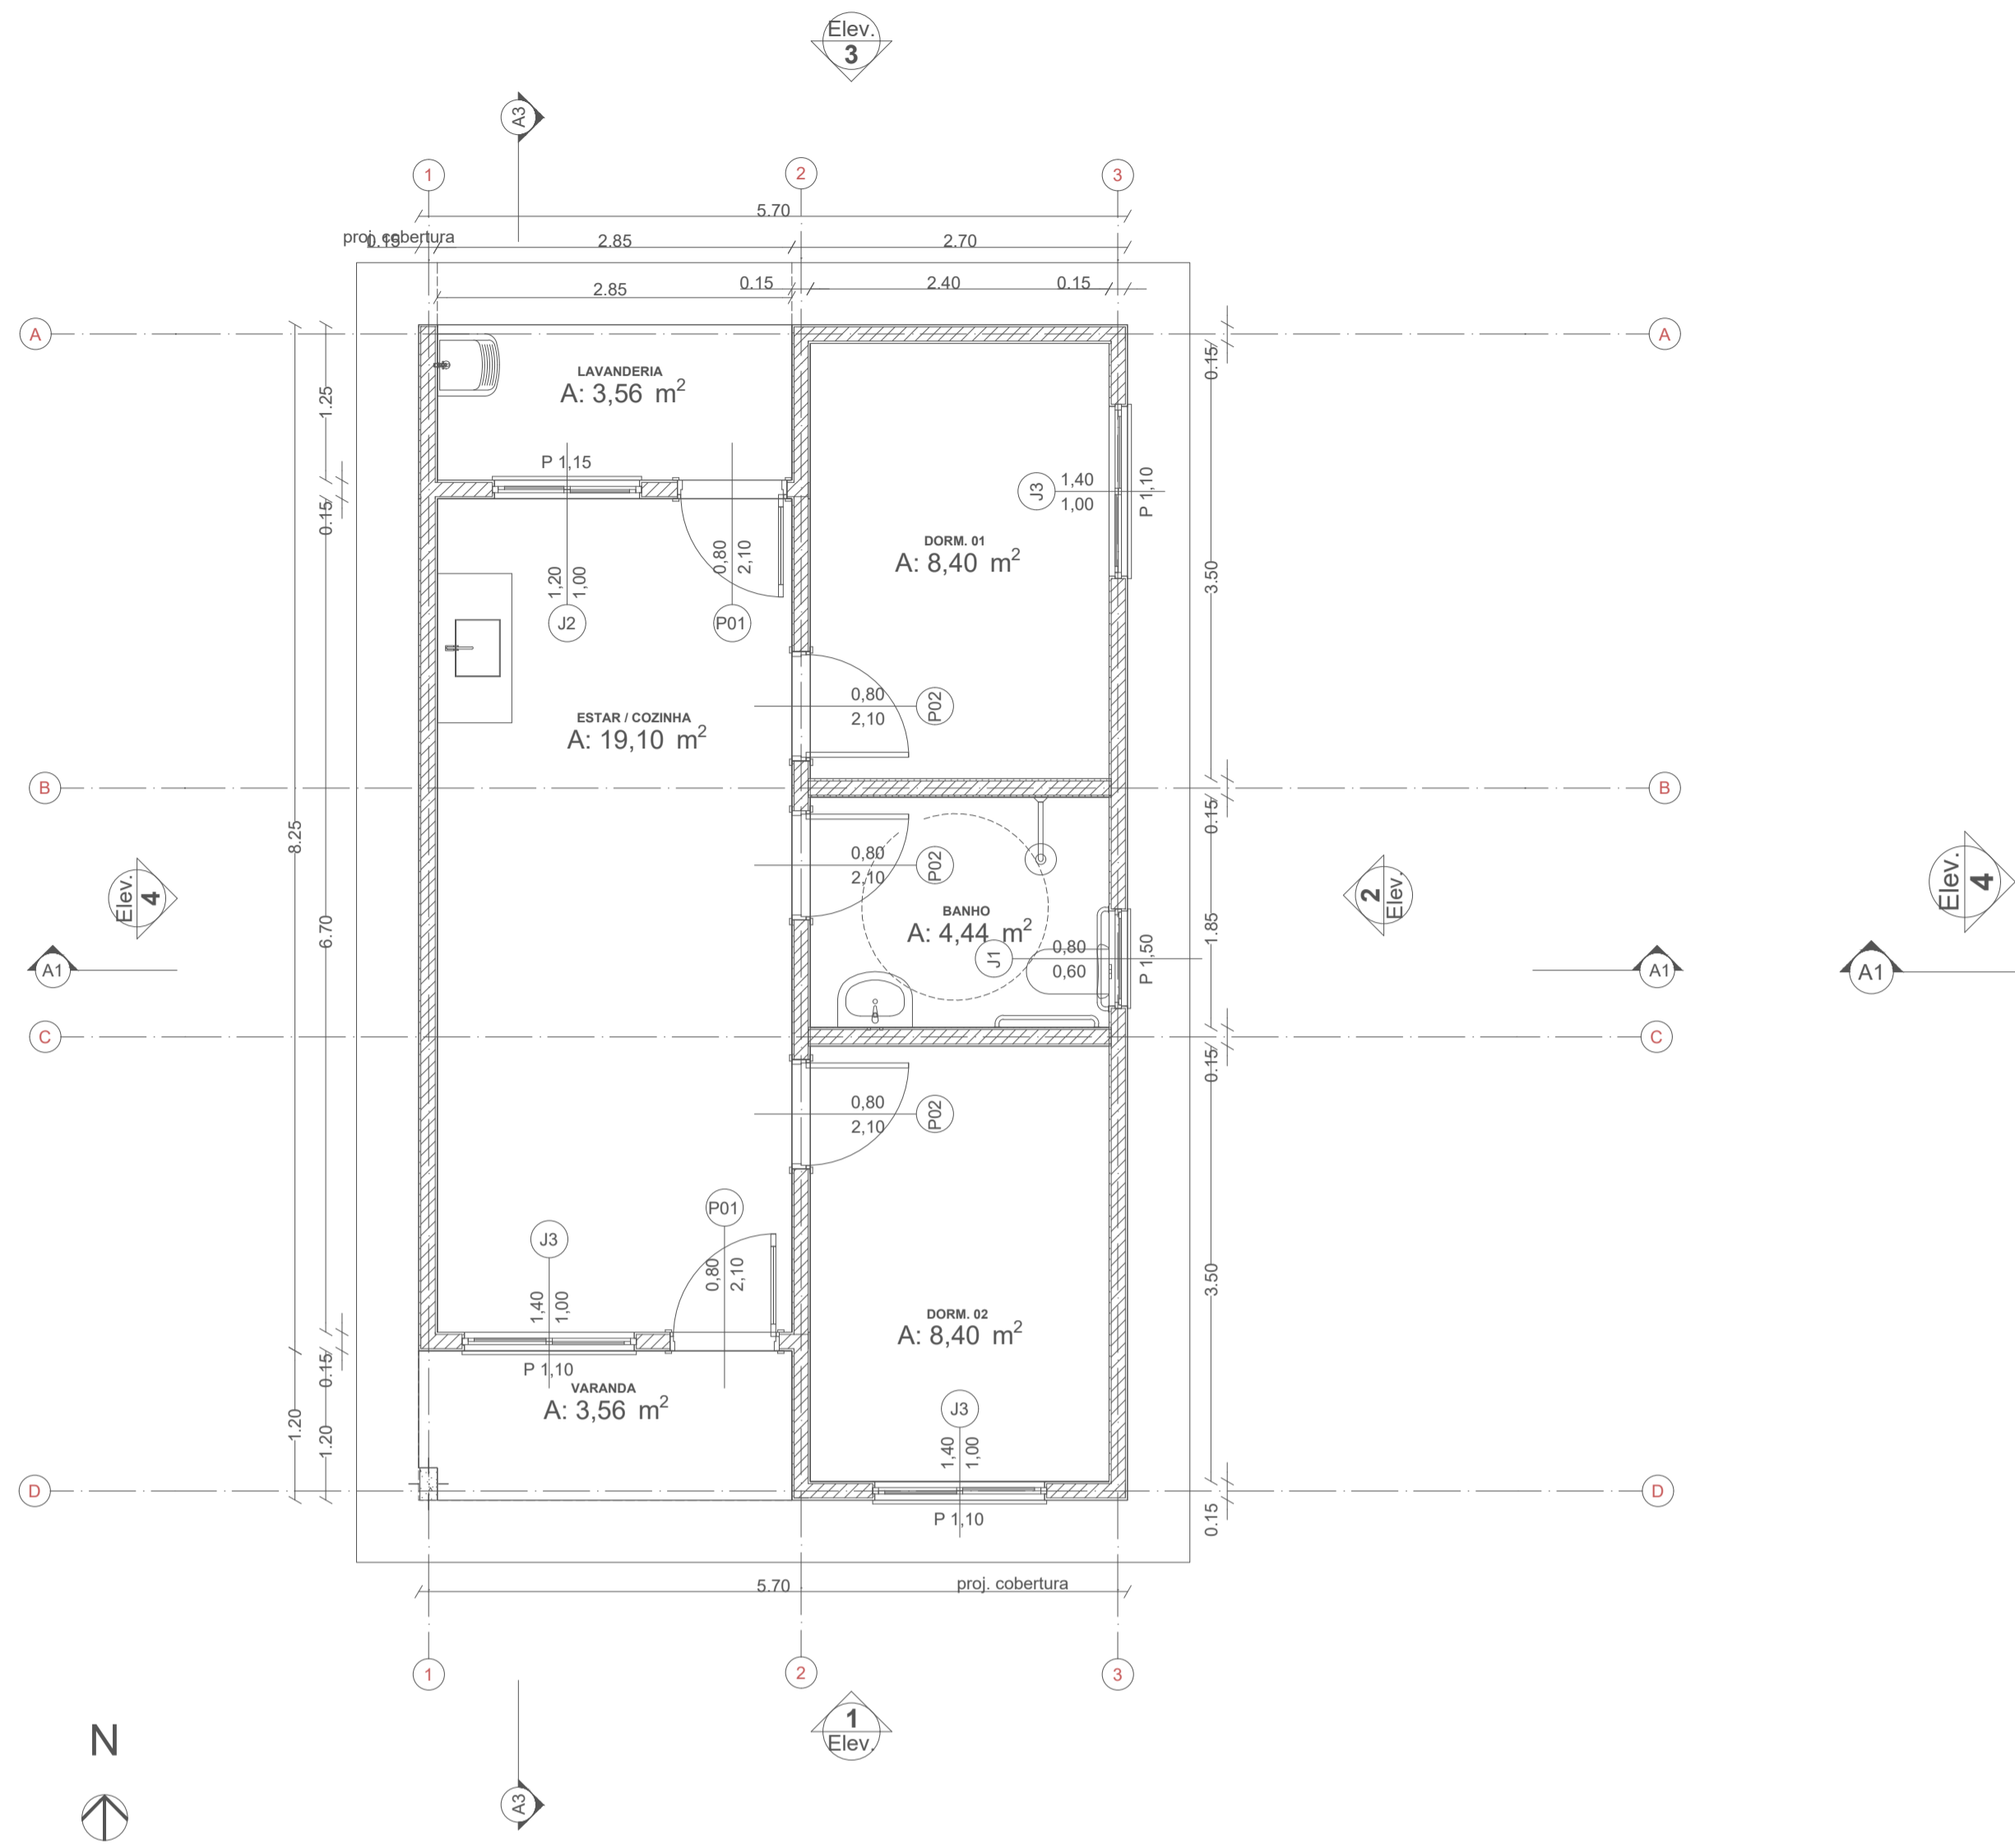 Elev.
3
A3
1
2
3
5.70
proj. cobertura
0.15
2.85
2.70
2.85
0.15
2.40
0.15
A
A
LAVANDERIA
A: 3,56 m²
0.15
1.25
P 1,15
J3
1,40
1,00
P 1,10
0.15
DORM. 01
A: 8,40 m²
0,80
2,10
1,20
1,00
3.50
J2
P01
0,80
2,10
P02
ESTAR / COZINHA
A: 19,10 m²
B
B
0.15
8.25
0,80
2,10
P02
Elev.
4
2
Elev.
Elev.
4
BANHO
A: 4,44 m²
6.70
1.85
J1
0,80
0,60
P 1,50
A1
A1
A1
C
C
0.15
0,80
2,10
P02
P01
J3
0,80
2,10
1,40
1,00
3.50
DORM. 02
A: 8,40 m²
0.15
P 1,10
VARANDA
A: 3,56 m²
J3
1.20
1.20
1,40
1,00
D
D
P 1,10
0.15
5.70
proj. cobertura
1
2
3
1
Elev.
N
A3